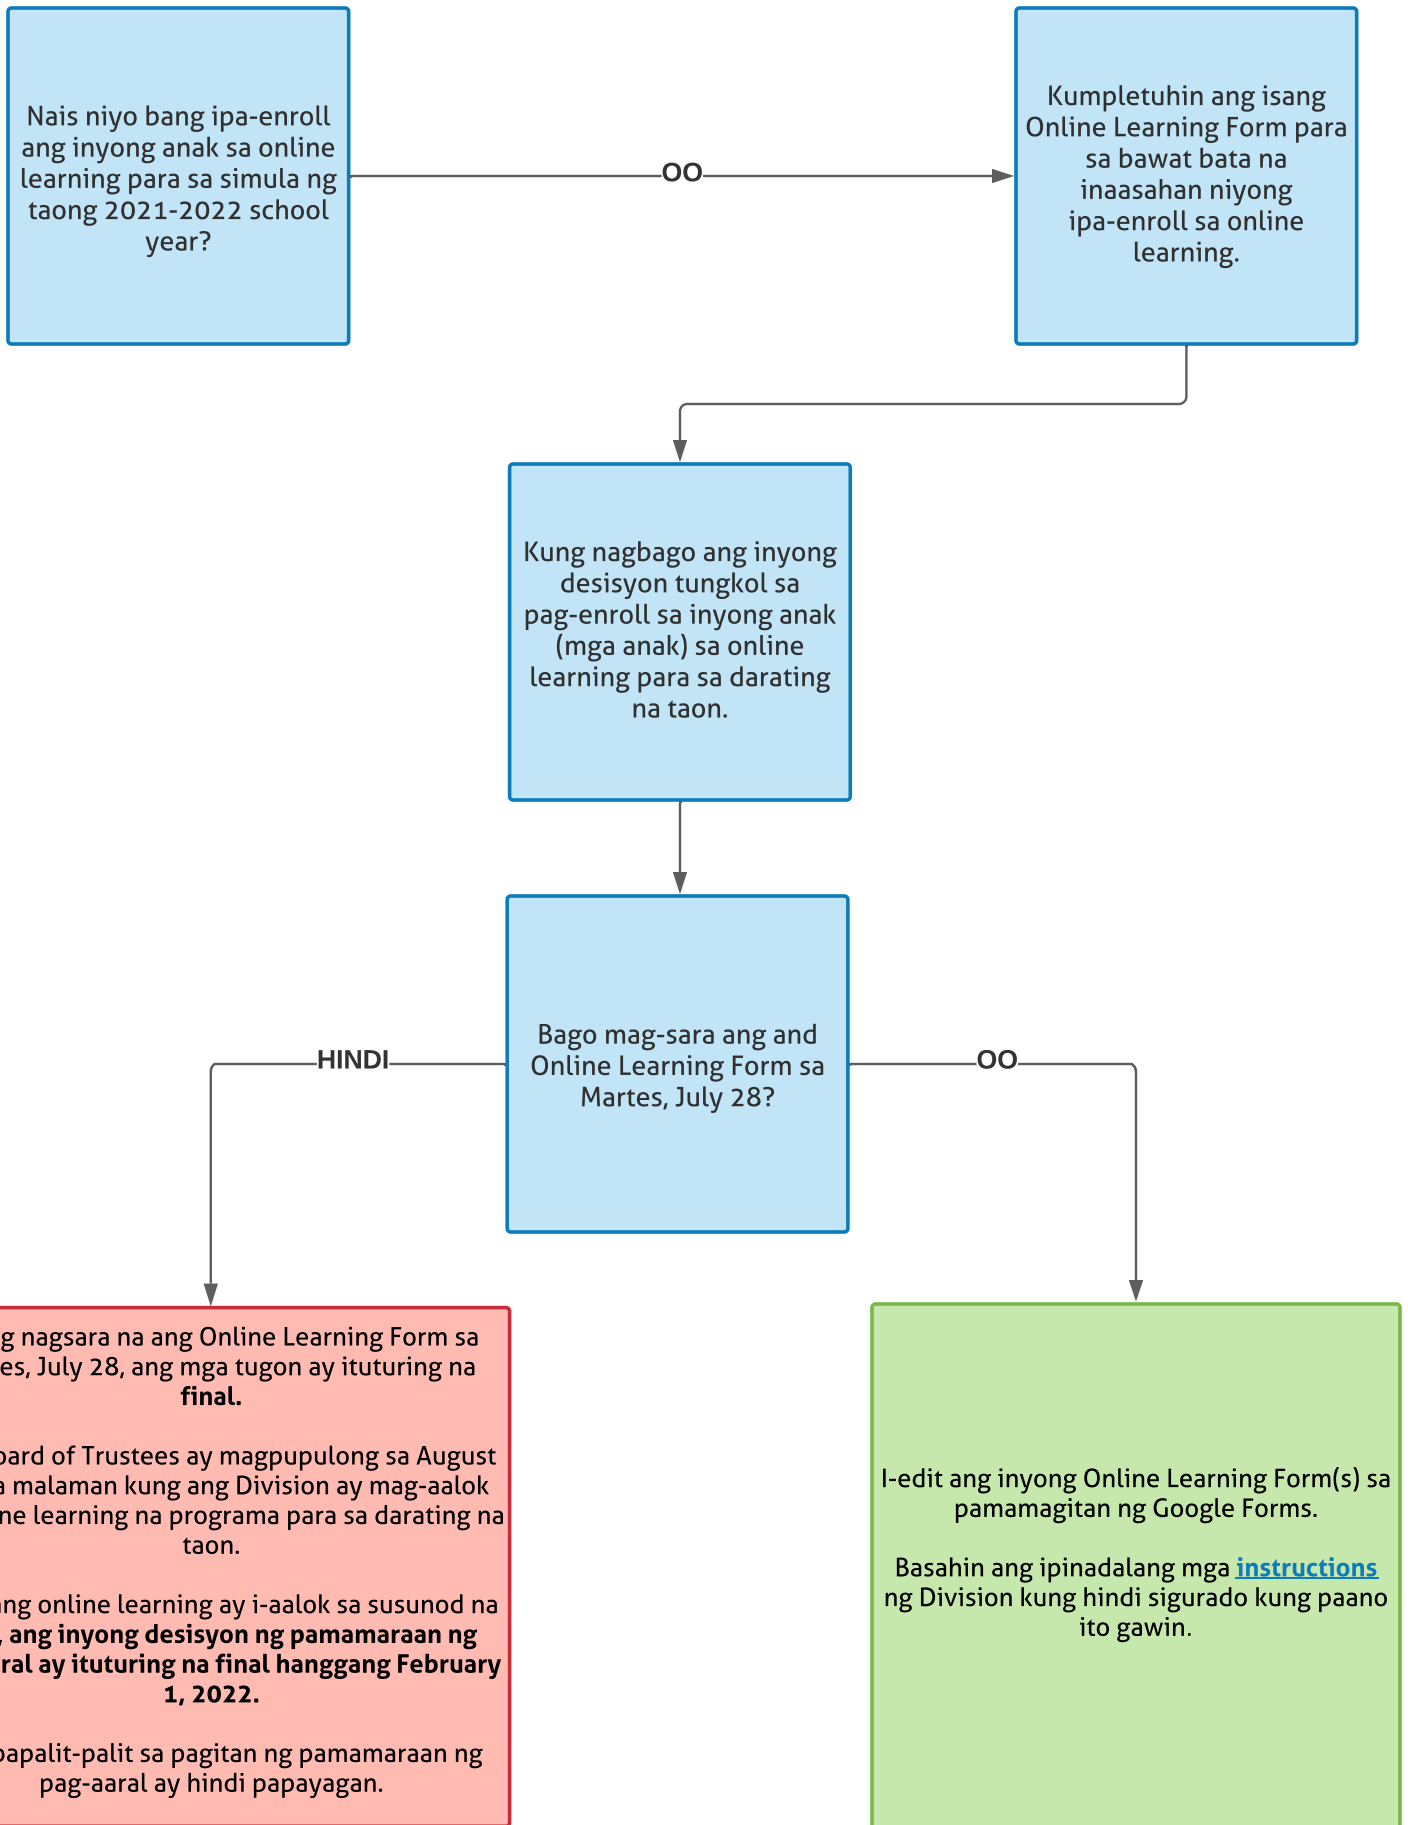 Nais niyo bang ipa-enroll
ang inyong anak sa online
learning para sa simula ng
taong 2021-2022 school
year?
OO
Kumpletuhin ang isang
Online Learning Form para
sa bawat bata na
inaasahan niyong
ipa-enroll sa online
learning.
Kung nagbago ang inyong
desisyon tungkol sa
pag-enroll sa inyong anak
(mga anak) sa online
learning para sa darating
na taon.
Bago mag-sara ang and
Online Learning Form sa
Martes, July 28?
HINDI
OO
nagsara na ang Online Learning Form sa
July 28, ang mga tugon ay ituturing na
final.
of Trustees ay magpupulong sa August
malaman kung ang Division ay mag-aalok
learning na programa para sa darating na
taon.
online learning ay i-aalok sa susunod na
, ang inyong desisyon ng pamamaraan ng
ay ituturing na final hanggang February
1, 2022.
sa pagitan ng pamamaraan ng
pag-aaral ay hindi papayagan.
I-edit ang inyong Online Learning Form(s) sa
pamamagitan ng Google Forms.
Basahin ang ipinadalang mga instructions
ng Division kung hindi sigurado kung paano
ito gawin.